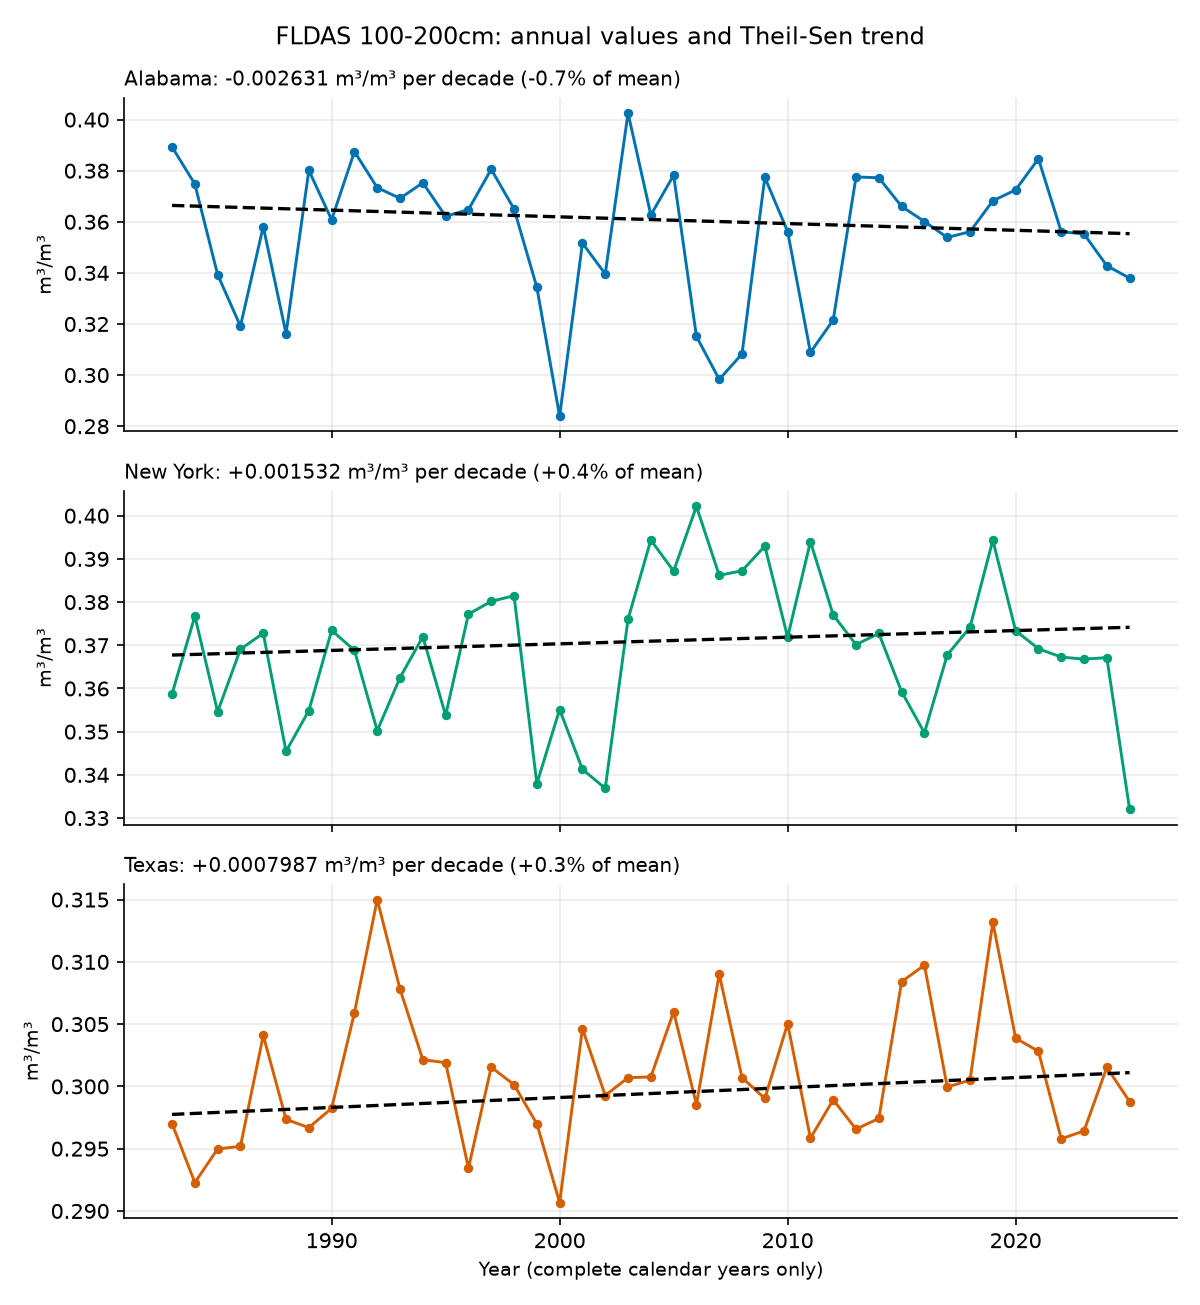 FLDAS 100-200cm: annual values and Theil-Sen trend
Alabama: -0.002631 m³/m³ per decade (-0.7% of mean)
0.40
0.38
0.36
0.34
0.32
0.30
0.28
m³/m³
New York: +0.001532 m³/m³ per decade (+0.4% of mean)
0.40
0.39
0.38
0.37
0.36
0.35
0.34
0.33
m³/m³
Texas: +0.0007987 m³/m³ per decade (+0.3% of mean)
0.315
0.310
0.305
0.300
0.295
0.290
m³/m³
1990 2000 2010 2020
Year (complete calendar years only)